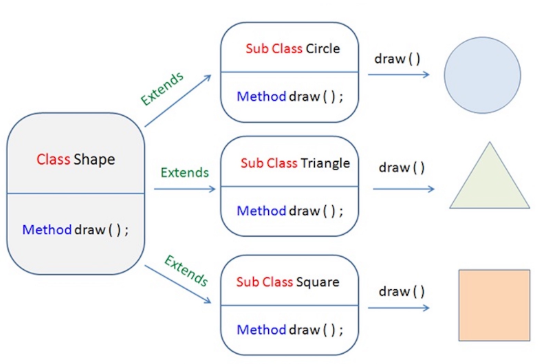 Class Shape
Method draw ( ) ;
Extends
Sub Class Circle
Method draw ( ) ;
draw ( )
Extends
Sub Class Triangle
Method draw ( ) ;
draw ( )
Extends
Sub Class Square
Method draw ( ) ;
draw ( )